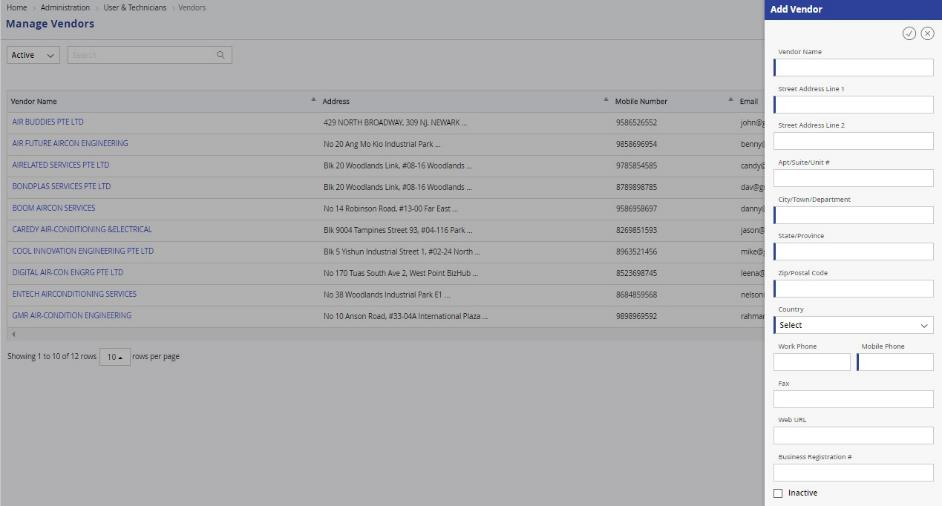 Home > Administration > User & Technicians > Vendors
Manage Vendors
Active
Search
Vendor Name Address Mobile Number Email
AIR BUDDIES PTE LTD 429 NORTH BROADWAY, 309 NJ. NEWARK ... 9586526552 john@g
AIR FUTURE AIRCON ENGINEERING No 20 Ang Mo Kio Industrial Park ... 9858696954 benny@
AIRELATED SERVICES PTE LTD Blk 20 Woodlands Link, #08-16 Woodlands ... 9785854585 candy@
BONDPLAS SERVICES PTE LTD Blk 20 Woodlands Link, #08-16 Woodlands ... 8789898785 dav@g
BOOM AIRCON SERVICES No 14 Robinson Road, #13-00 Far East ... 9586958697 danny@
CAREDY AIR-CONDITIONING &ELECTRICAL Blk 9004 Tampines Street 93, #04-116 Park ... 8269851593 jason@
COOL INNOVATION ENGINEERING PTE LTD Blk 5 Yishun Industrial Street 1, #02-24 North ... 8963521456 mike@
DIGITAL AIR-CON ENGRG PTE LTD No 170 Tuas South Ave 2, West Point BizHub ... 8523698745 leena@
ENTECH AIRCONDITIONING SERVICES No 38 Woodlands Industrial Park E1 ... 8684859568 nelson
GMR AIR-CONDITION ENGINEERING No 10 Anson Road, #33-04A International Plaza ... 9898969592 rahma
Showing 1 to 10 of 12 rows 10 rows per page
Add Vendor
Vendor Name
Street Address Line 1
Street Address Line 2
Apt/Suite/Unit #
City/Town/Department
State/Province
Zip/Postal Code
Country
Select
Work Phone Mobile Phone
Fax
Web URL
Business Registration #
Inactive